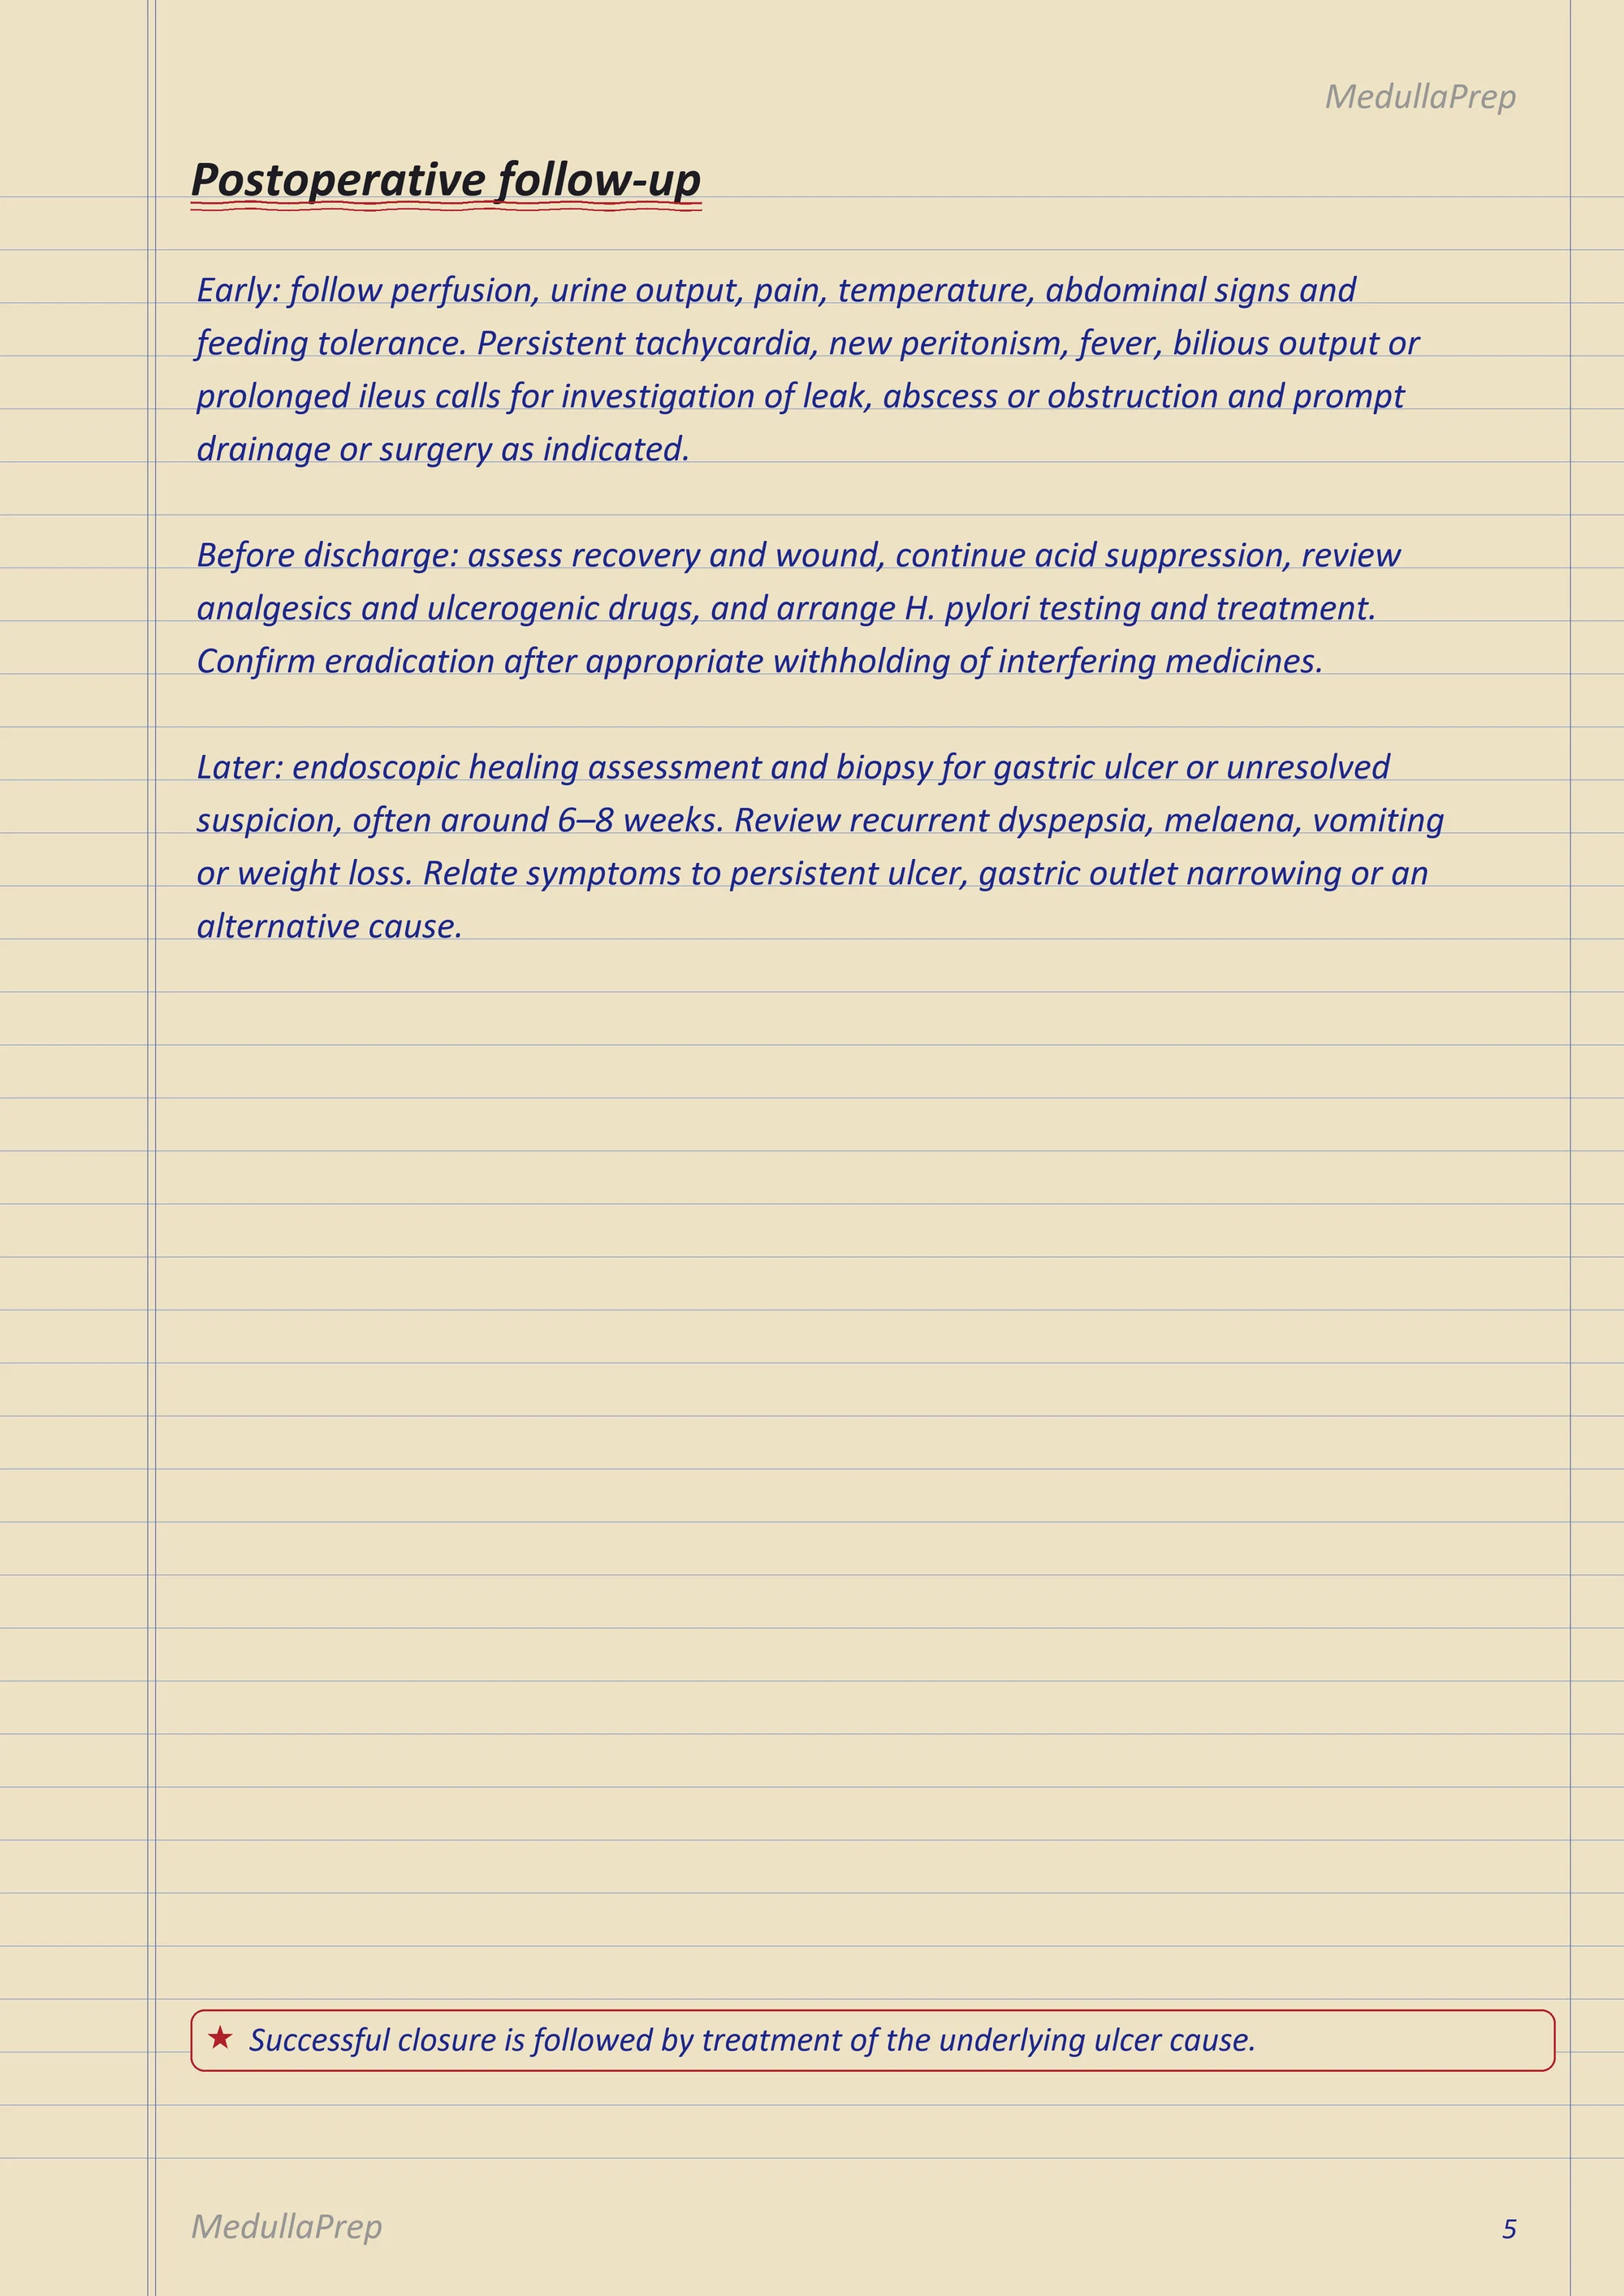 MedullaPrep
Postoperative follow-up
Early: follow perfusion, urine output, pain, temperature, abdominal signs and
feeding tolerance. Persistent tachycardia, new peritonism, fever, bilious output or
prolonged ileus calls for investigation of leak, abscess or obstruction and prompt
drainage or surgery as indicated.
Before discharge: assess recovery and wound, continue acid suppression, review
analgesics and ulcerogenic drugs, and arrange H. pylori testing and treatment.
Confirm eradication after appropriate withholding of interfering medicines.
Later: endoscopic healing assessment and biopsy for gastric ulcer or unresolved
suspicion, often around 6–8 weeks. Review recurrent dyspepsia, melaena, vomiting
or weight loss. Relate symptoms to persistent ulcer, gastric outlet narrowing or an
alternative cause.
★ Successful closure is followed by treatment of the underlying ulcer cause.
MedullaPrep
5